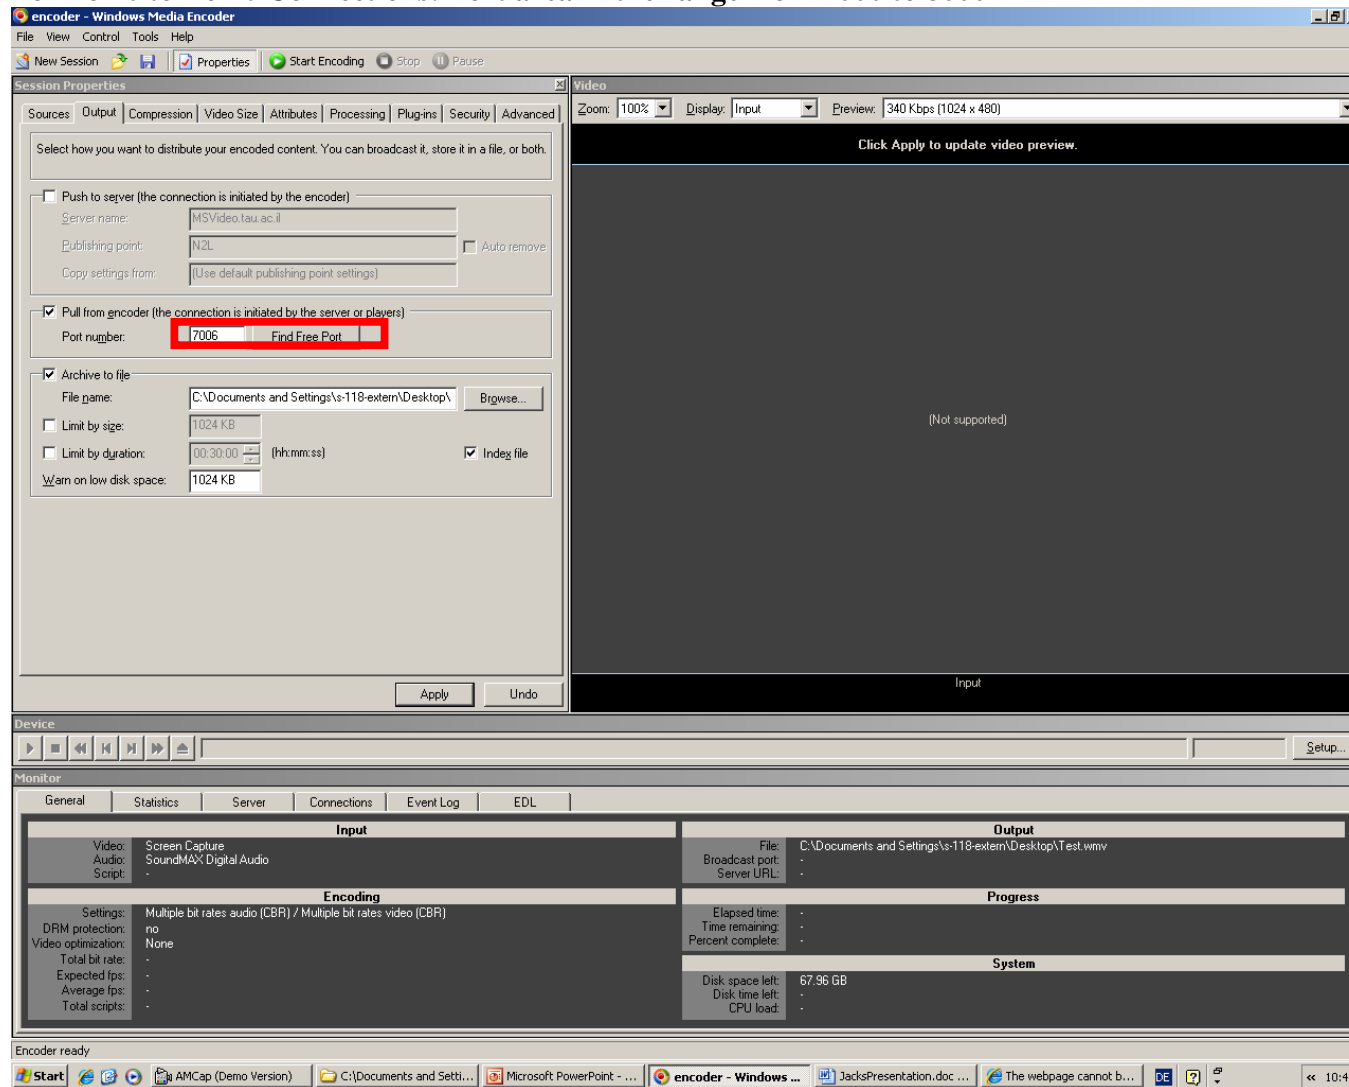 encoder - Windows Media Encoder
File View Control Tools Help
New Session Properties Start Encoding Stop Pause
Session Properties
Sources Output Compression Video Size Attributes Processing Plug-ins Security Advanced
Select how you want to distribute your encoded content. You can broadcast it, store it in a file, or both.
Push to server (the connection is initiated by the encoder)
Server name: MSVideo.tau.ac.il
Publishing point: N2L Auto remove
Copy settings from: (Use default publishing point settings)
Pull from encoder (the connection is initiated by the server or players)
Port number: 7006 Find Free Port
Archive to file
File name: C:\Documents and Settings\s-118-extern\Desktop\ Browse...
Limit by size: 1024 KB
Limit by duration: 00:30:00 (hh:mm:ss) Index file
Warn on low disk space: 1024 KB
Apply Undo
Video
Zoom: 100% Display: Input Preview: 340 Kbps (1024 x 480)
Click Apply to update video preview.
(Not supported)
Input
Device
Setup...
Monitor
General Statistics Server Connections Event Log EDL
Input
Video: Screen Capture
Audio: SoundMAX Digital Audio
Script: -
Encoding
Settings: Multiple bit rates audio (CBR) / Multiple bit rates video (CBR)
DRM protection: no
Video optimization: None
Total bit rate: -
Expected fps: -
Average fps: -
Total scripts: -
Output
File: C:\Documents and Settings\s-118-extern\Desktop\Test.wmv
Broadcast port: -
Server URL: -
Progress
Elapsed time: -
Time remaining: -
Percent complete: -
System
Disk space left: 67.96 GB
Disk time left: -
CPU load: -
Encoder ready
Start AMCap (Demo Version) C:\Documents and Setti... Microsoft PowerPoint - ... encoder - Windows ... JacksPresentation.doc ... The webpage cannot b... DE « 10:4